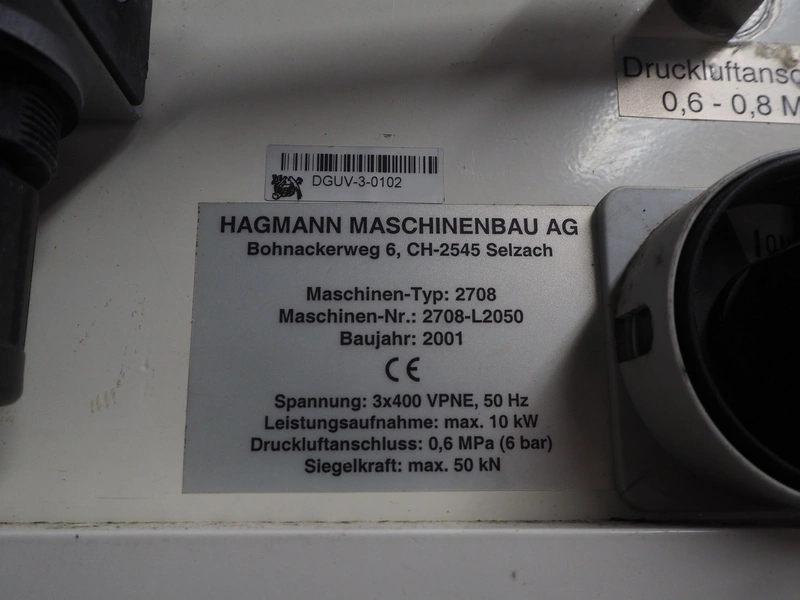 Druckluftansc
0,6 - 0,8 M
DGUV-3-0102
HAGMANN MASCHINENBAU AG
Bohnackerweg 6, CH-2545 Selzach
Maschinen-Typ: 2708
Maschinen-Nr.: 2708-L2050
Baujahr: 2001
CE
Spannung: 3x400 VPNE, 50 Hz
Leistungsaufnahme: max. 10 kW
Druckluftanschluss: 0,6 MPa (6 bar)
Siegelkraft: max. 50 kN
I ON